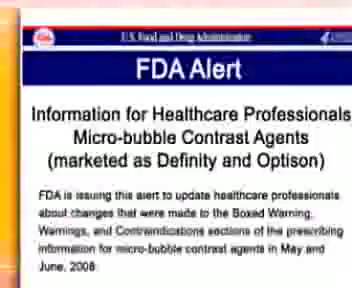 U.S. Food and Drug Administration
FDA Alert
Information for Healthcare Professionals
Micro-bubble Contrast Agents
(marketed as Definity and Optison)
FDA is issuing this alert to update healthcare professionals
about changes that were made to the Boxed Warning,
Warnings, and Contraindications sections of the prescribing
information for micro-bubble contrast agents in May and
June, 2008